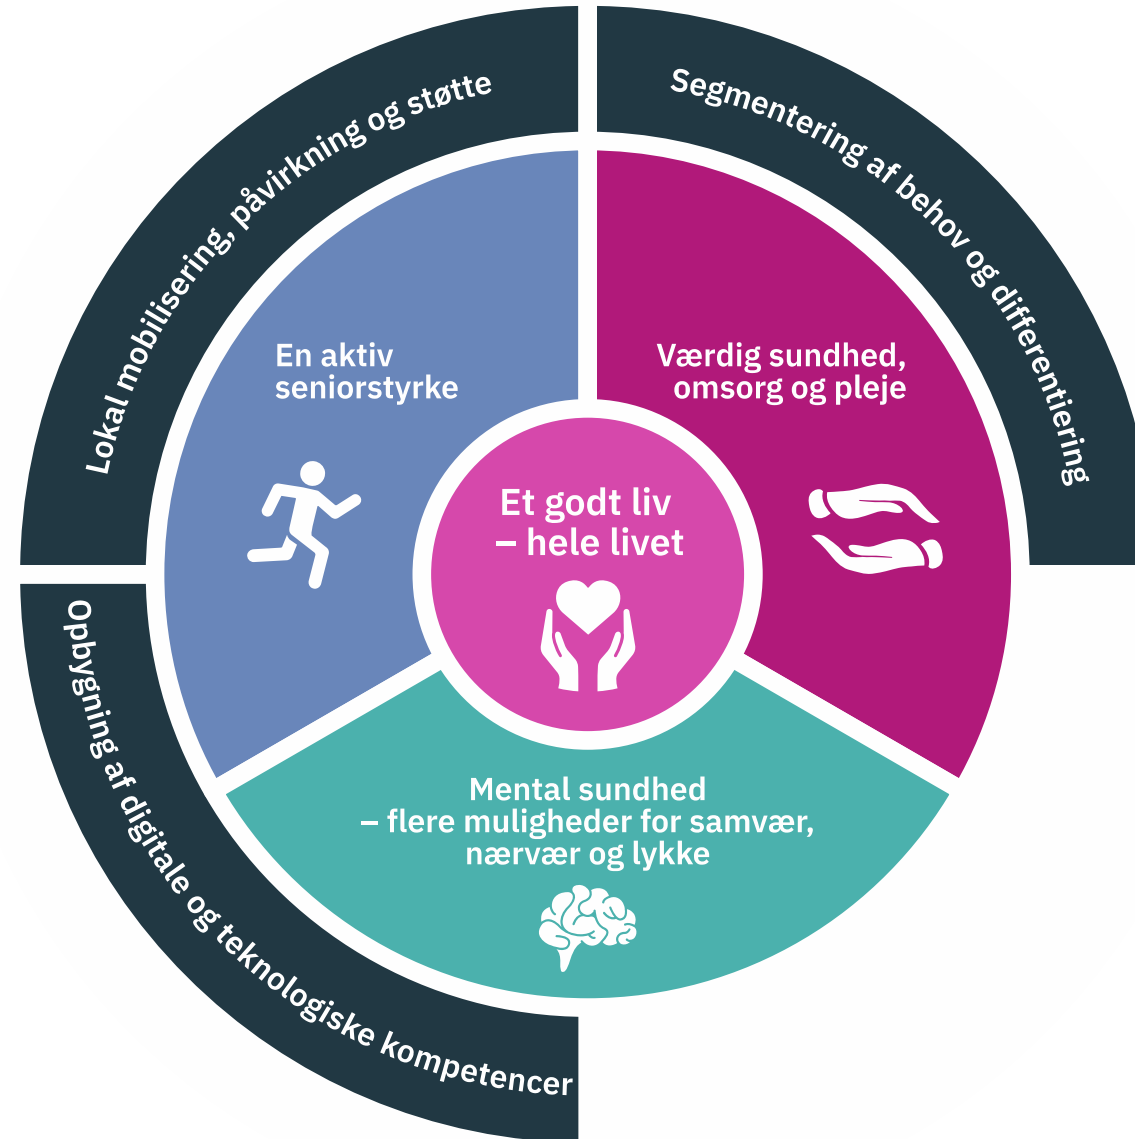 Lokal mobilisering, påvirkning og støtte
Segmentering af behov og differentiering
En aktiv
seniorstyrke
Værdig sundhed,
omsorg og pleje
Et godt liv
– hele livet
Mental sundhed
– flere muligheder for samvær,
nærvær og lykke
Opbygning af digitale og teknologiske kompetencer